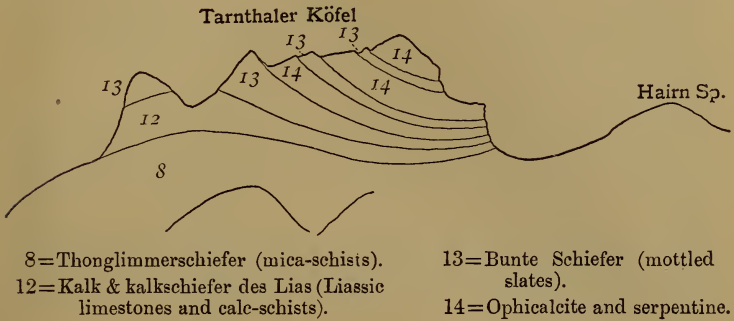 Tarnthaler Köfel
13
13
14
13
13
14
14
Hairn Sp.
12
8
8=Thonglimmerschiefer (mica-schists).
12=Kalk & kalkschiefer des Lias (Liassic
limestones and calc-schists).
13=Bunte Schiefer (mottled
slates).
14=Ophicalcite and serpentine.